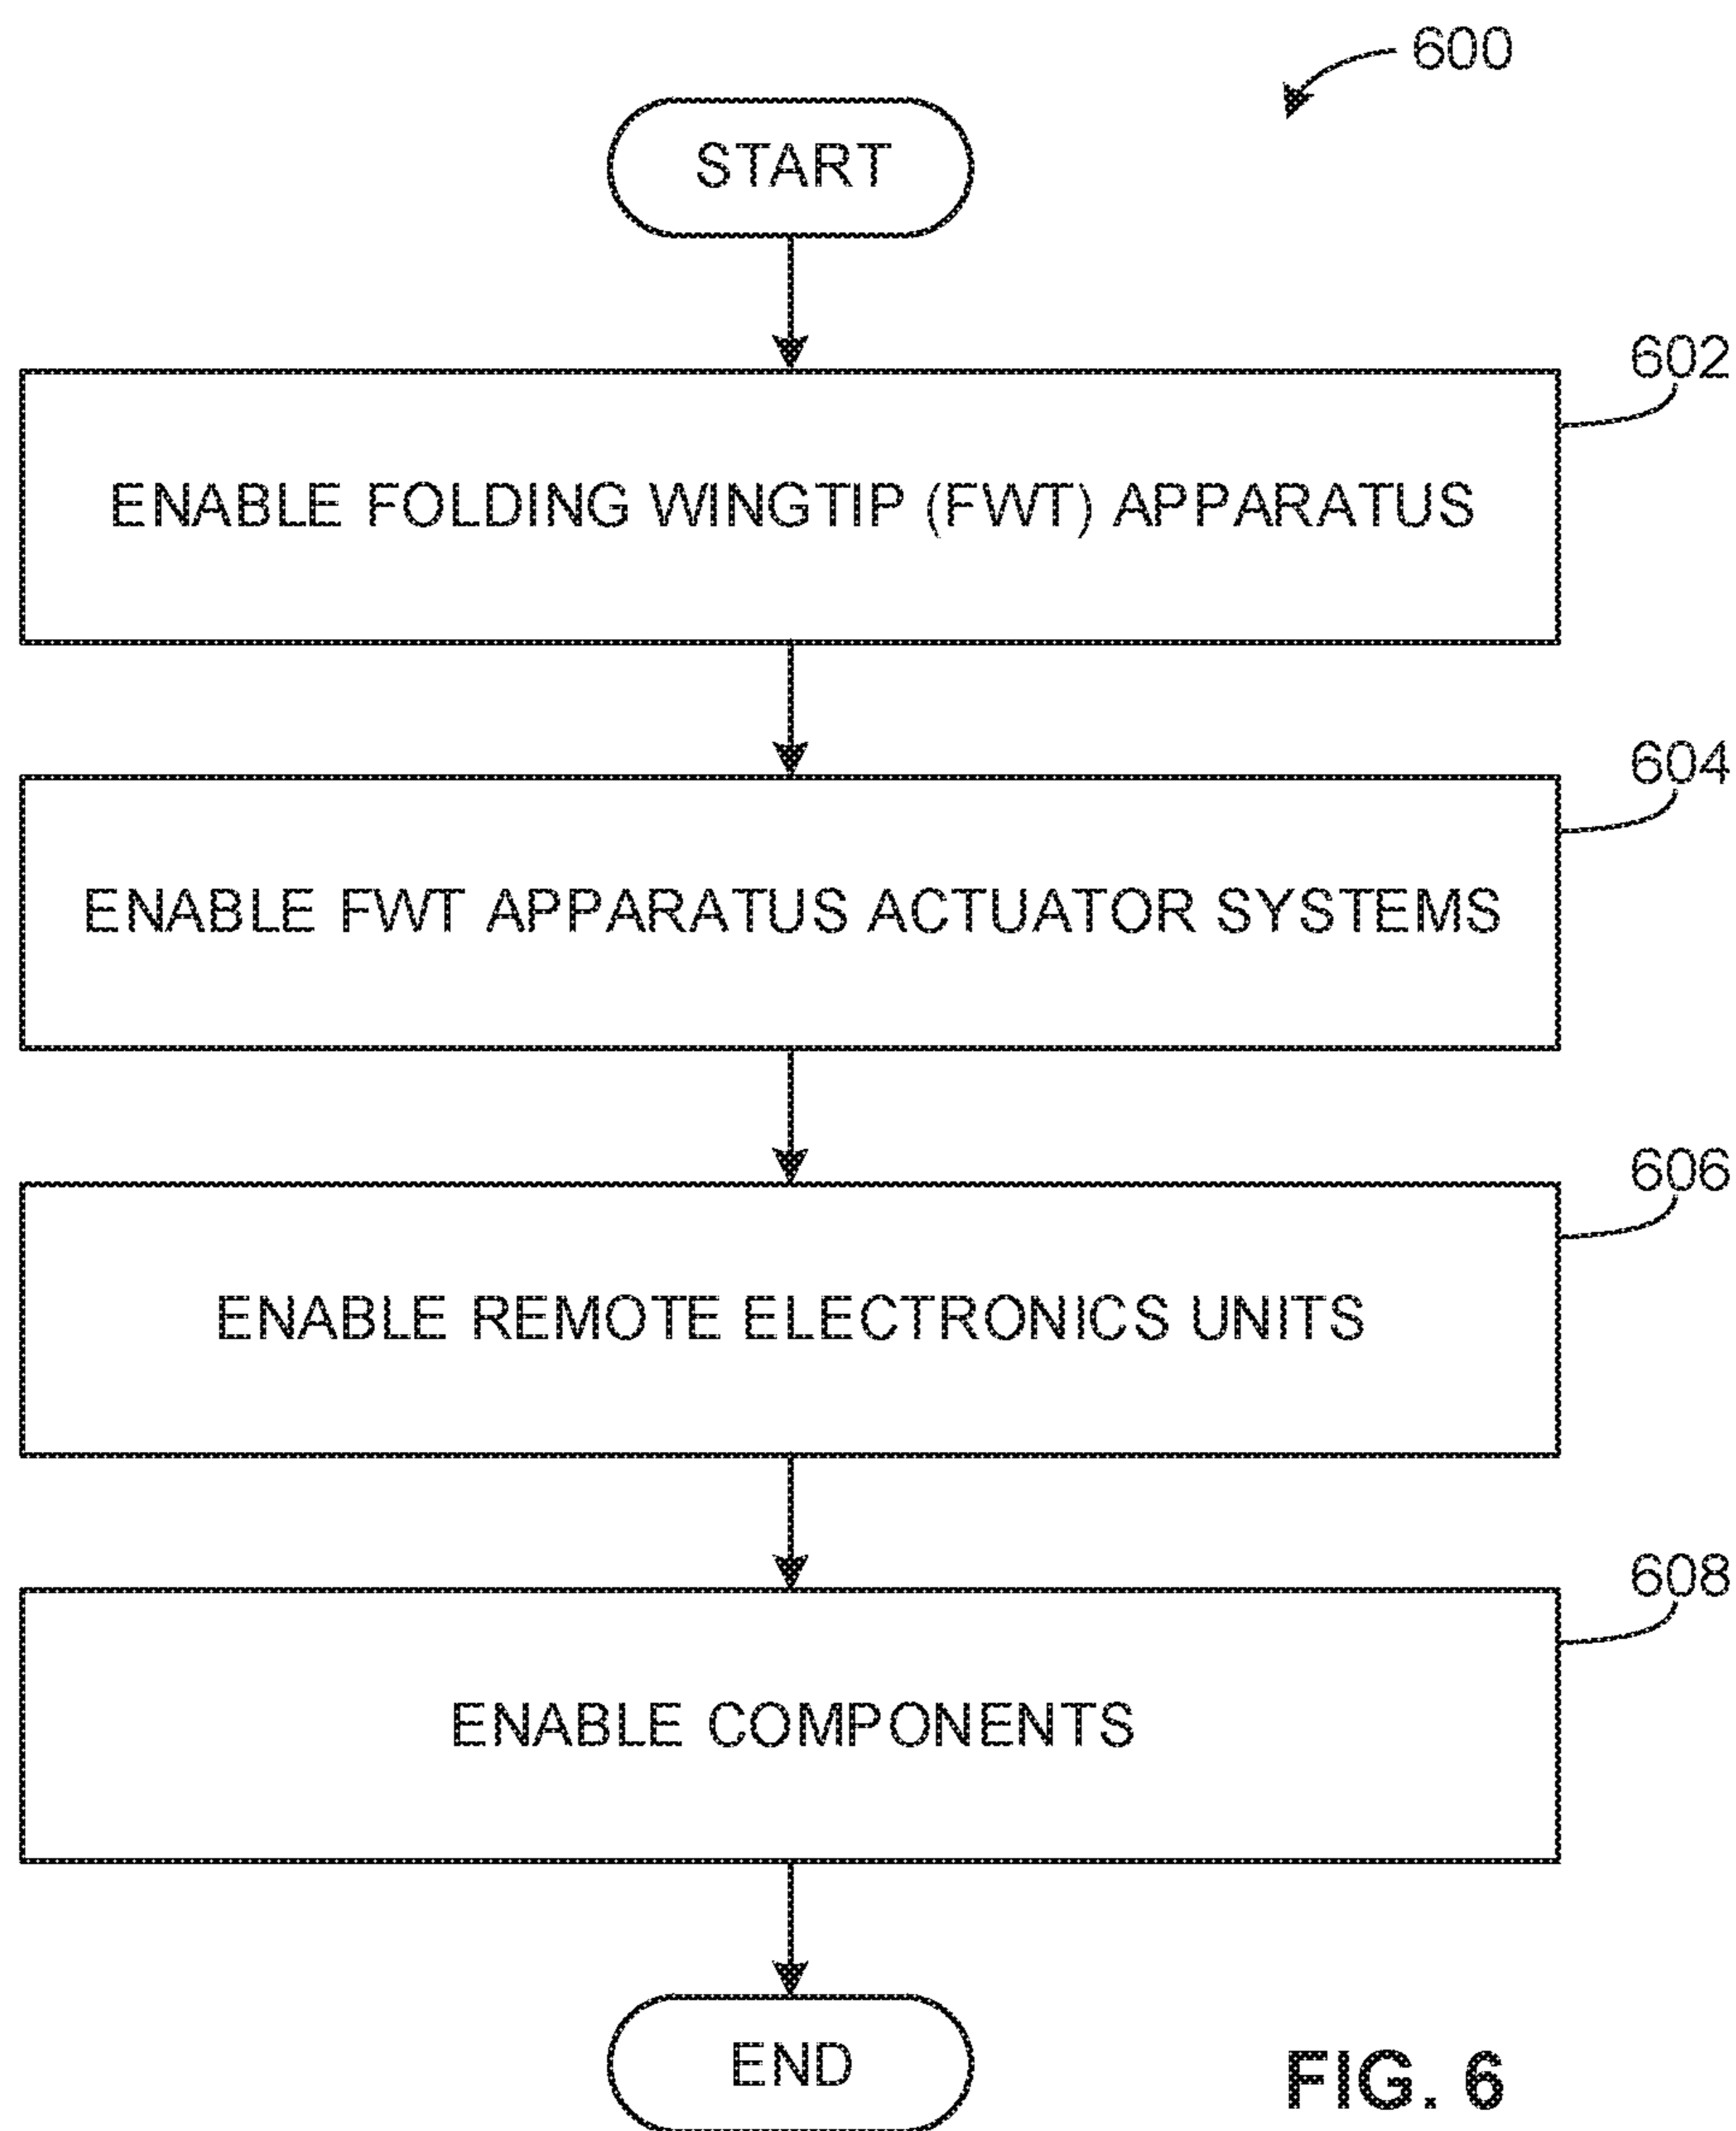 600
START
602
ENABLE FOLDING WINGTIP (FWT) APPARATUS
604
ENABLE FWT APPARATUS ACTUATOR SYSTEMS
606
ENABLE REMOTE ELECTRONICS UNITS
608
ENABLE COMPONENTS
END
FIG. 6